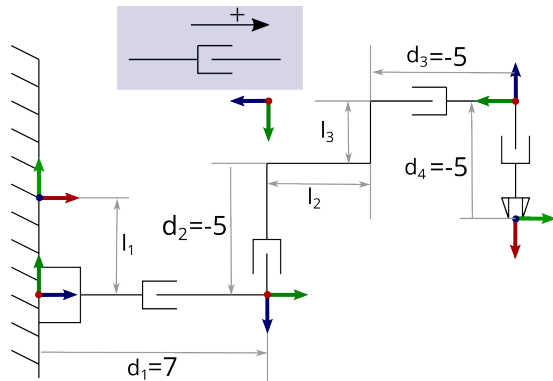 +
d₃=-5
l₃
d₄=-5
l₂
d₂=-5
l₁
d₁=7